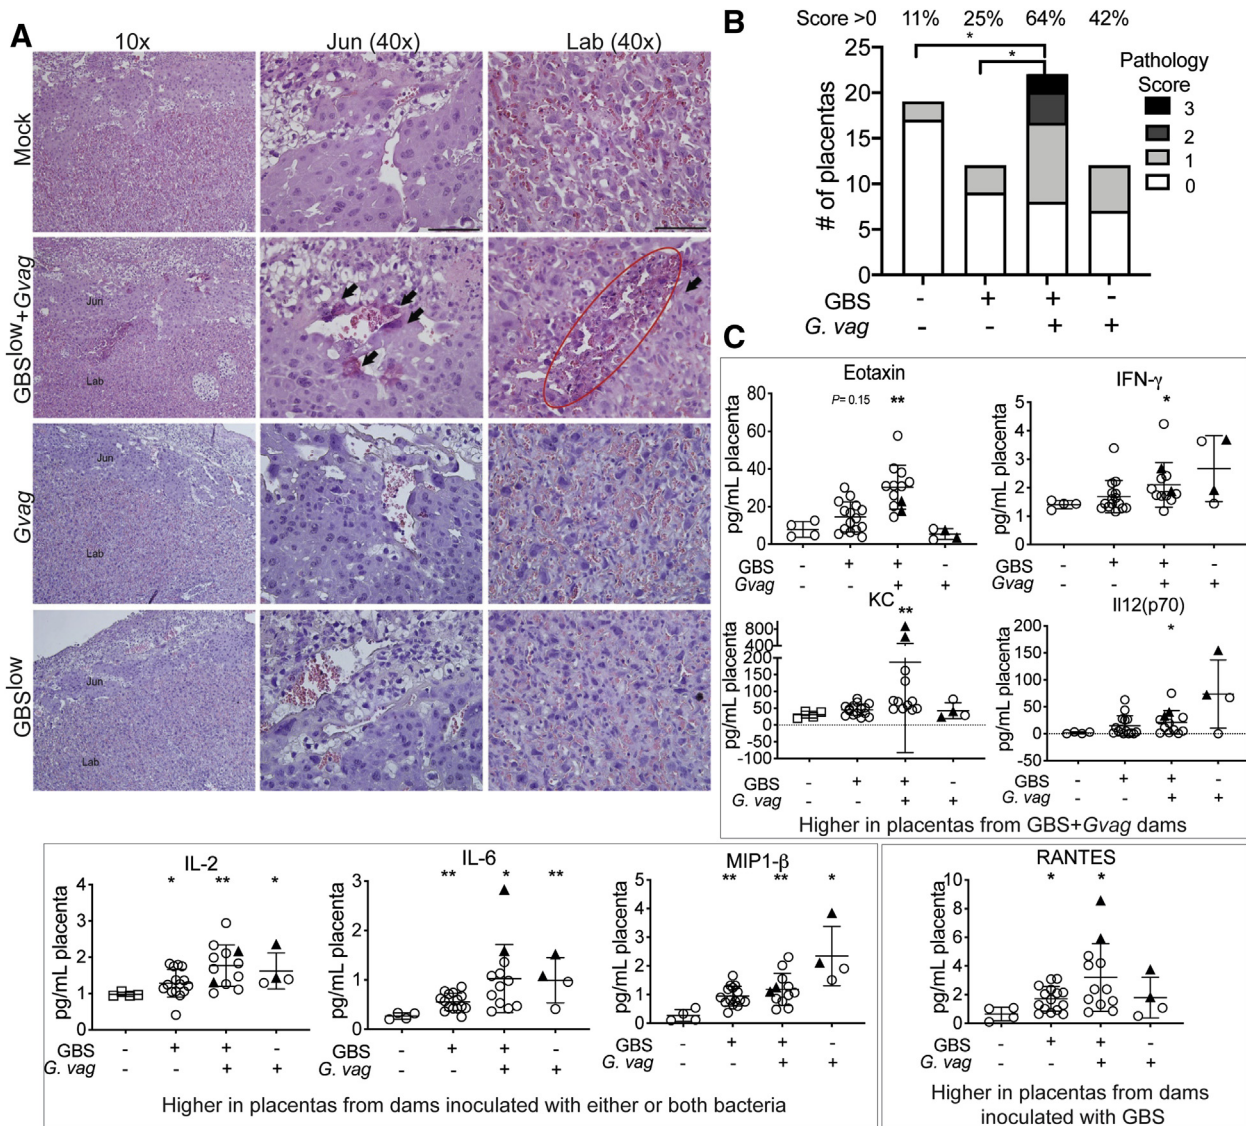 A
10x
Jun (40x)
Lab (40x)
Mock
GBSlow+Gvag
Jun
Lab
Gvag
Jun
Lab
GBSlow
Jun
Lab
B
Score >0 11% 25% 64% 42%
*
*
# of placentas
25
20
15
10
5
0
Pathology
Score
3
2
1
0
GBS - + + -
G. vag - - + +
C
Eotaxin
P= 0.15 **
pg/mL placenta
80
60
40
20
0
GBS - + + -
Gvag - - + +
IFN-γ
*
pg/mL placenta
5
4
3
2
1
0
GBS - + + -
Gvag - - + +
KC
**
pg/mL placenta
800
400
200
150
100
50
0
-50
-100
GBS - + + -
G. vag - - + +
Il12(p70)
*
pg/mL placenta
200
150
100
50
0
-50
GBS - + + -
G. vag - - + +
Higher in placentas from GBS+Gvag dams
IL-2
* ** *
pg/mL placenta
4
3
2
1
0
GBS - + + -
G. vag - - + +
IL-6
** * **
pg/mL placenta
3
2
1
0
GBS - + + -
G. vag - - + +
MIP1-β
** ** *
pg/mL placenta
5
4
3
2
1
0
GBS - + + -
G. vag - - + +
Higher in placentas from dams inoculated with either or both bacteria
RANTES
* *
pg/mL placenta
10
8
6
4
2
0
GBS - + + -
G. vag - - + +
Higher in placentas from dams
inoculated with GBS